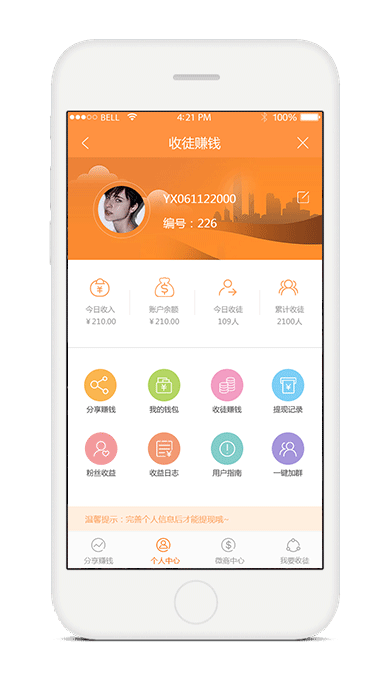 BELL 4:21 PM 100%
收徒赚钱
YX061122000
编号：226
今日收入 账户余额 今日收徒 累计收徒
¥210.00 ¥210.00 109人 2100人
分享赚钱 我的钱包 收徒赚钱 提现记录
粉丝收益 收益日志 用户指南 一键加群
温馨提示：完善个人信息后才能提现哦~
分享赚钱 个人中心 微商中心 我要收徒